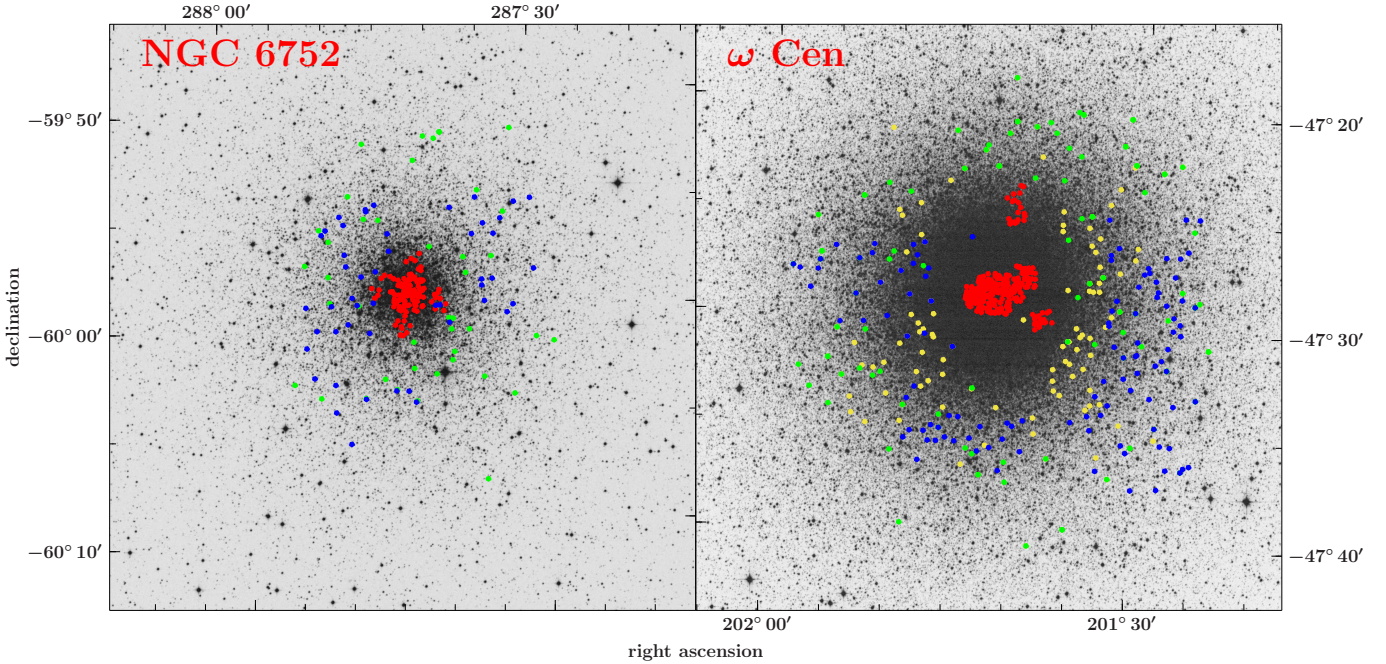 288° 00′ 287° 30′
NGC 6752
ω Cen
−59° 50′
−60° 00′
−60° 10′
declination
−47° 20′
−47° 30′
−47° 40′
202° 00′ 201° 30′
right ascension